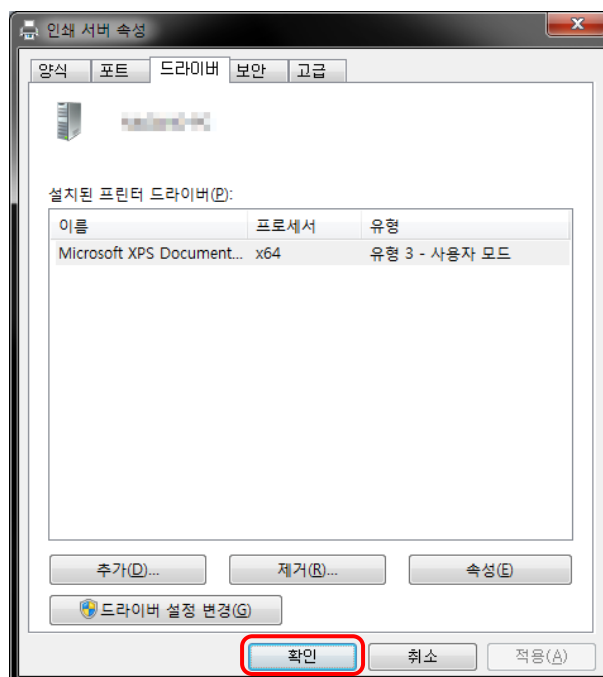 인쇄 서버 속성
양식 포트 드라이버 보안 고급
설치된 프린터 드라이버(P):
이름 프로세서 유형
Microsoft XPS Document... x64 유형 3 - 사용자 모드
추가(D)... 제거(R)... 속성(E)
드라이버 설정 변경(G)
확인 취소 적용(A)